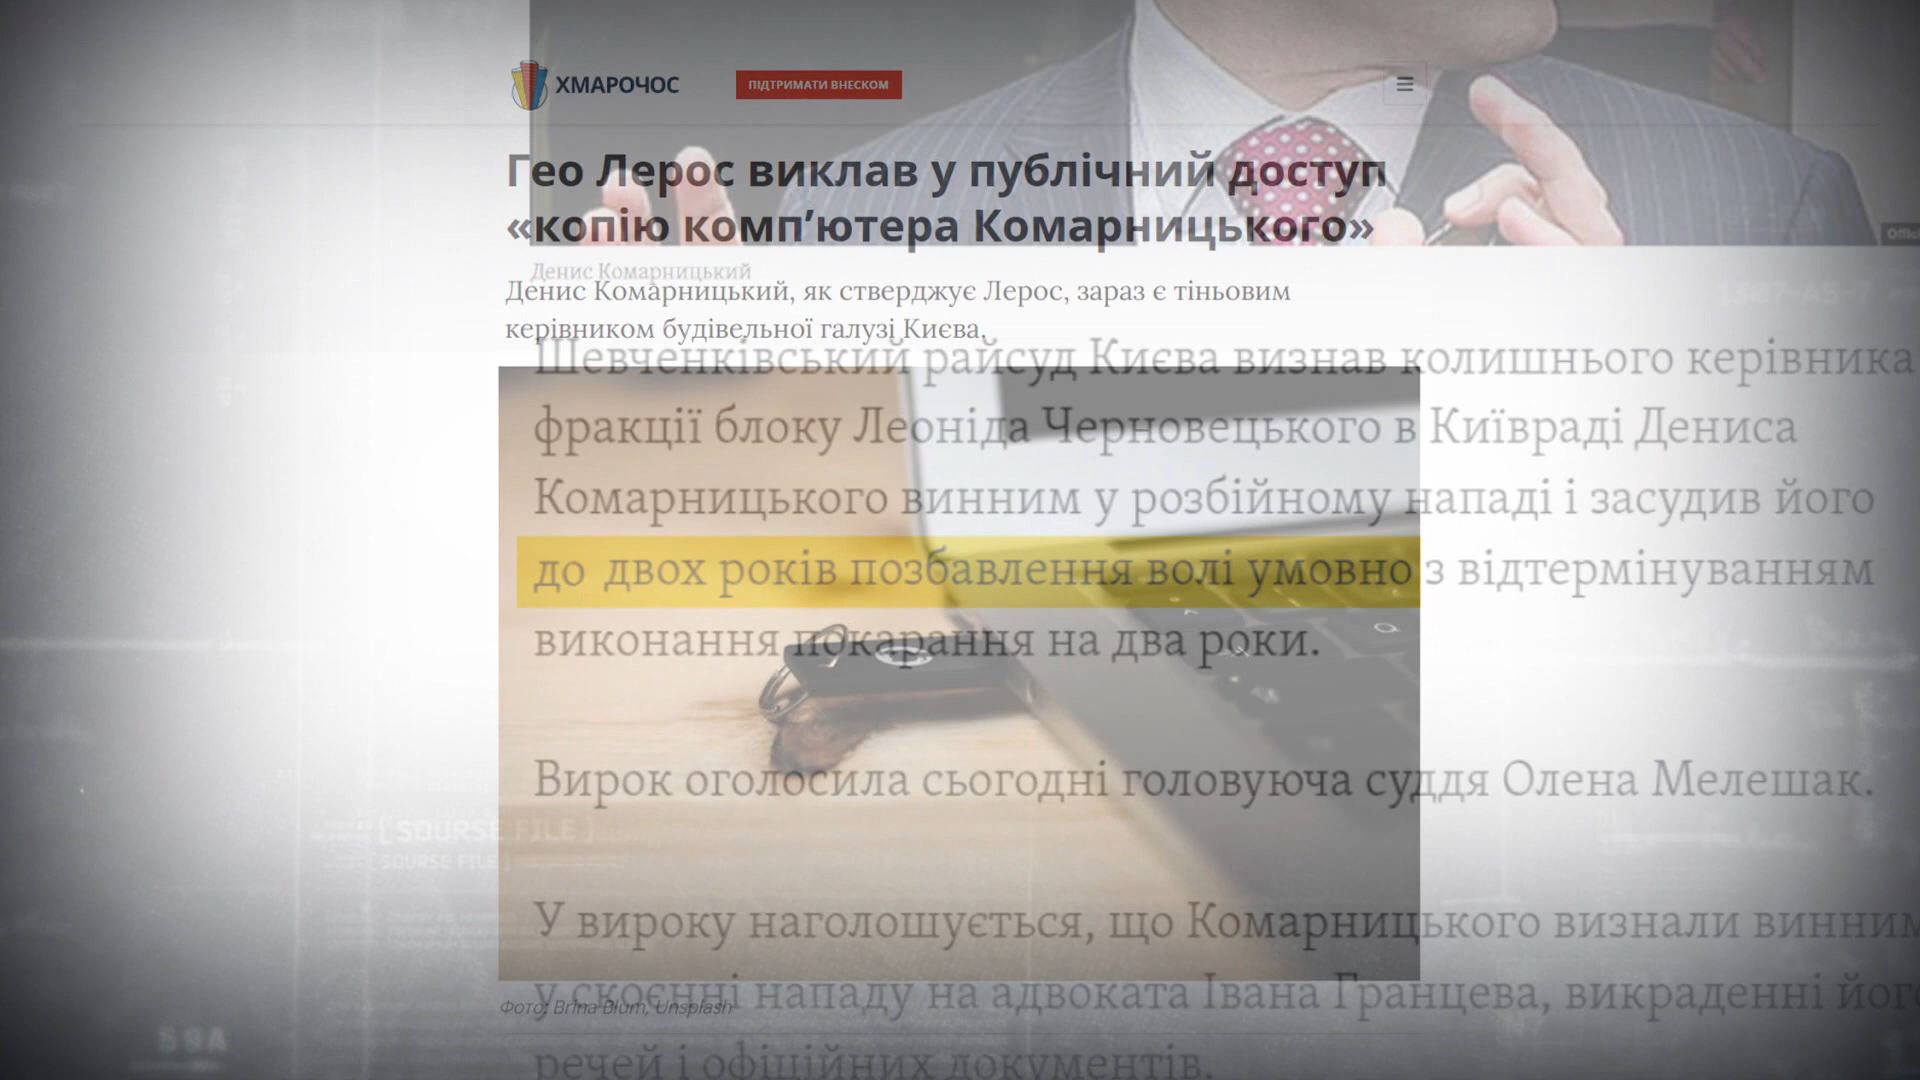 ХМАРОЧОС
ПІДТРИМАТИ ВНЕСКОМ
Гео Лерос виклав у публічний доступ
«копію комп’ютера Комарницького»
Денис Комарницький
Денис Комарницький, як стверджує Лерос, зараз є тіньовим
керівником будівельної галузі Києва.
Шевченківський райсуд Києва визнав колишнього керівника
фракції блоку Леоніда Черновецького в Київраді Дениса
Комарницького винним у розбійному нападі і засудив його
до двох років позбавлення волі умовно з відтермінуванням
виконання покарання на два роки.
Вирок оголосила сьогодні головуюча суддя Олена Мелешак.
[SOURSE FILE]
[SOURSE FILE]
У вироку наголошується, що Комарницького визнали винним
у скоєнні нападу на адвоката Івана Гранцева, викраденні його
Фото: Brina Blum, Unsplash
59A
речей і офіційних документів.